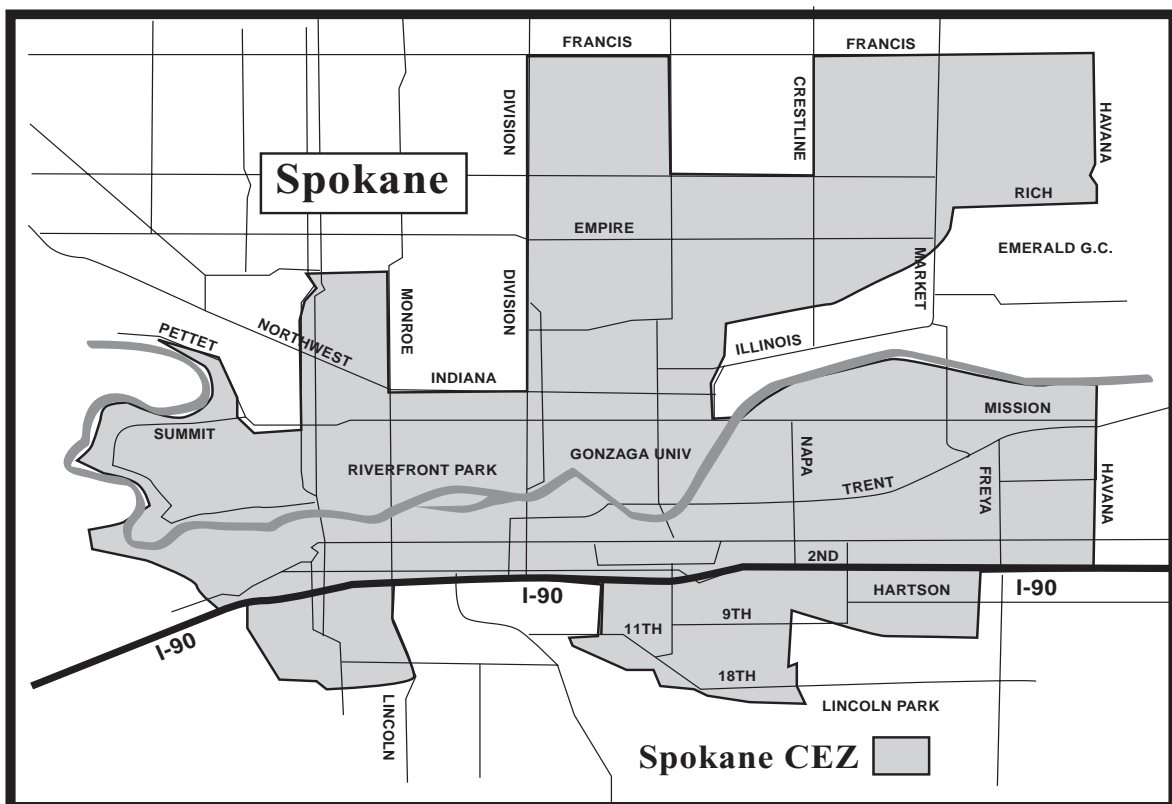 FRANCIS
FRANCIS
DIVISION
CRESTLINE
HAVANA
Spokane
RICH
EMPIRE
EMERALD G.C.
MARKET
DIVISION
MONROE
PETTET
NORTHWEST
ILLINOIS
INDIANA
MISSION
SUMMIT
RIVERFRONT PARK
GONZAGA UNIV
NAPA
TRENT
FREYA
HAVANA
2ND
I-90
HARTSON
I-90
I-90
11TH
9TH
18TH
LINCOLN
LINCOLN PARK
Spokane CEZ